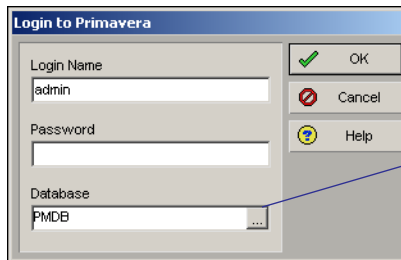 Login to Primavera
Login Name
admin
OK
Cancel
Password
Help
Database
PMDB
...